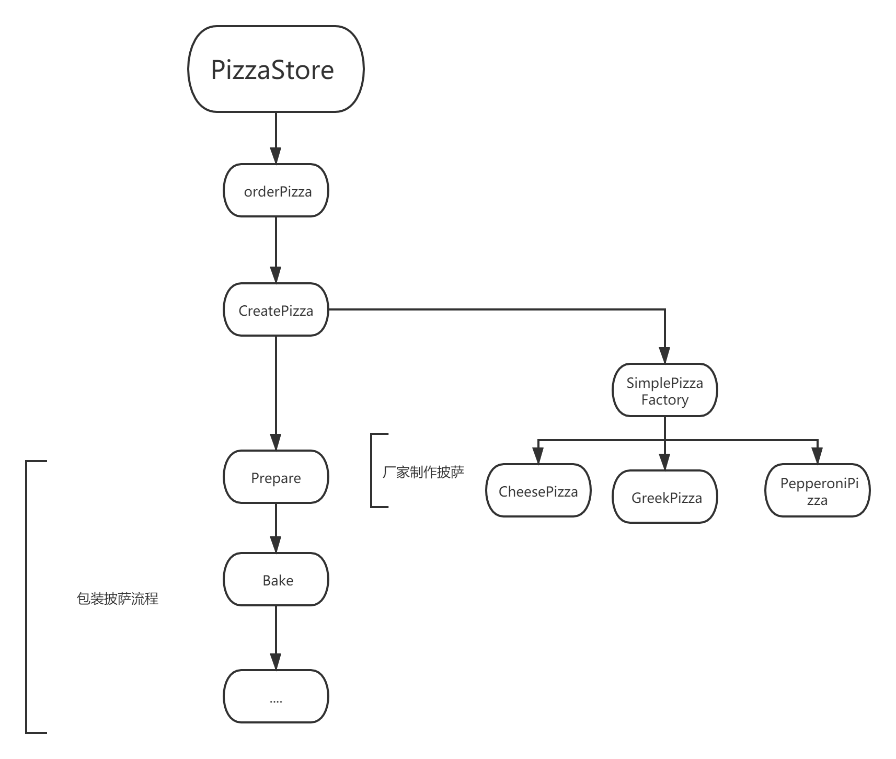 PizzaStore
orderPizza
CreatePizza
SimplePizza
Factory
厂家制作披萨
Prepare
CheesePizza
GreekPizza
PepperoniPi
zza
Bake
包装披萨流程
....